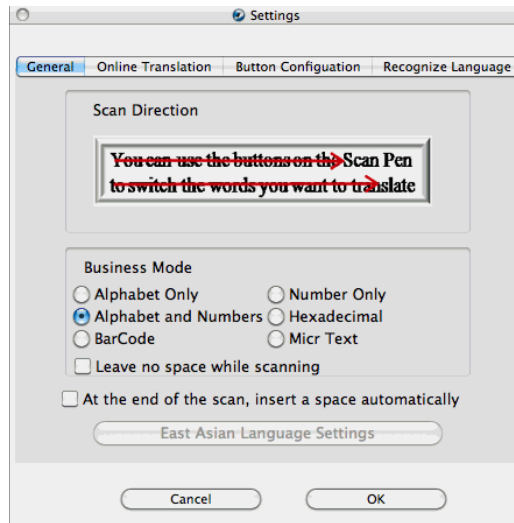 Settings
General Online Translation Button Configuation Recognize Language
Scan Direction
You can use the buttons on the Scan Pen
to switch the words you want to translate
Business Mode
Alphabet Only Number Only
Alphabet and Numbers Hexadecimal
BarCode Micr Text
Leave no space while scanning
At the end of the scan, insert a space automatically
East Asian Language Settings
Cancel OK